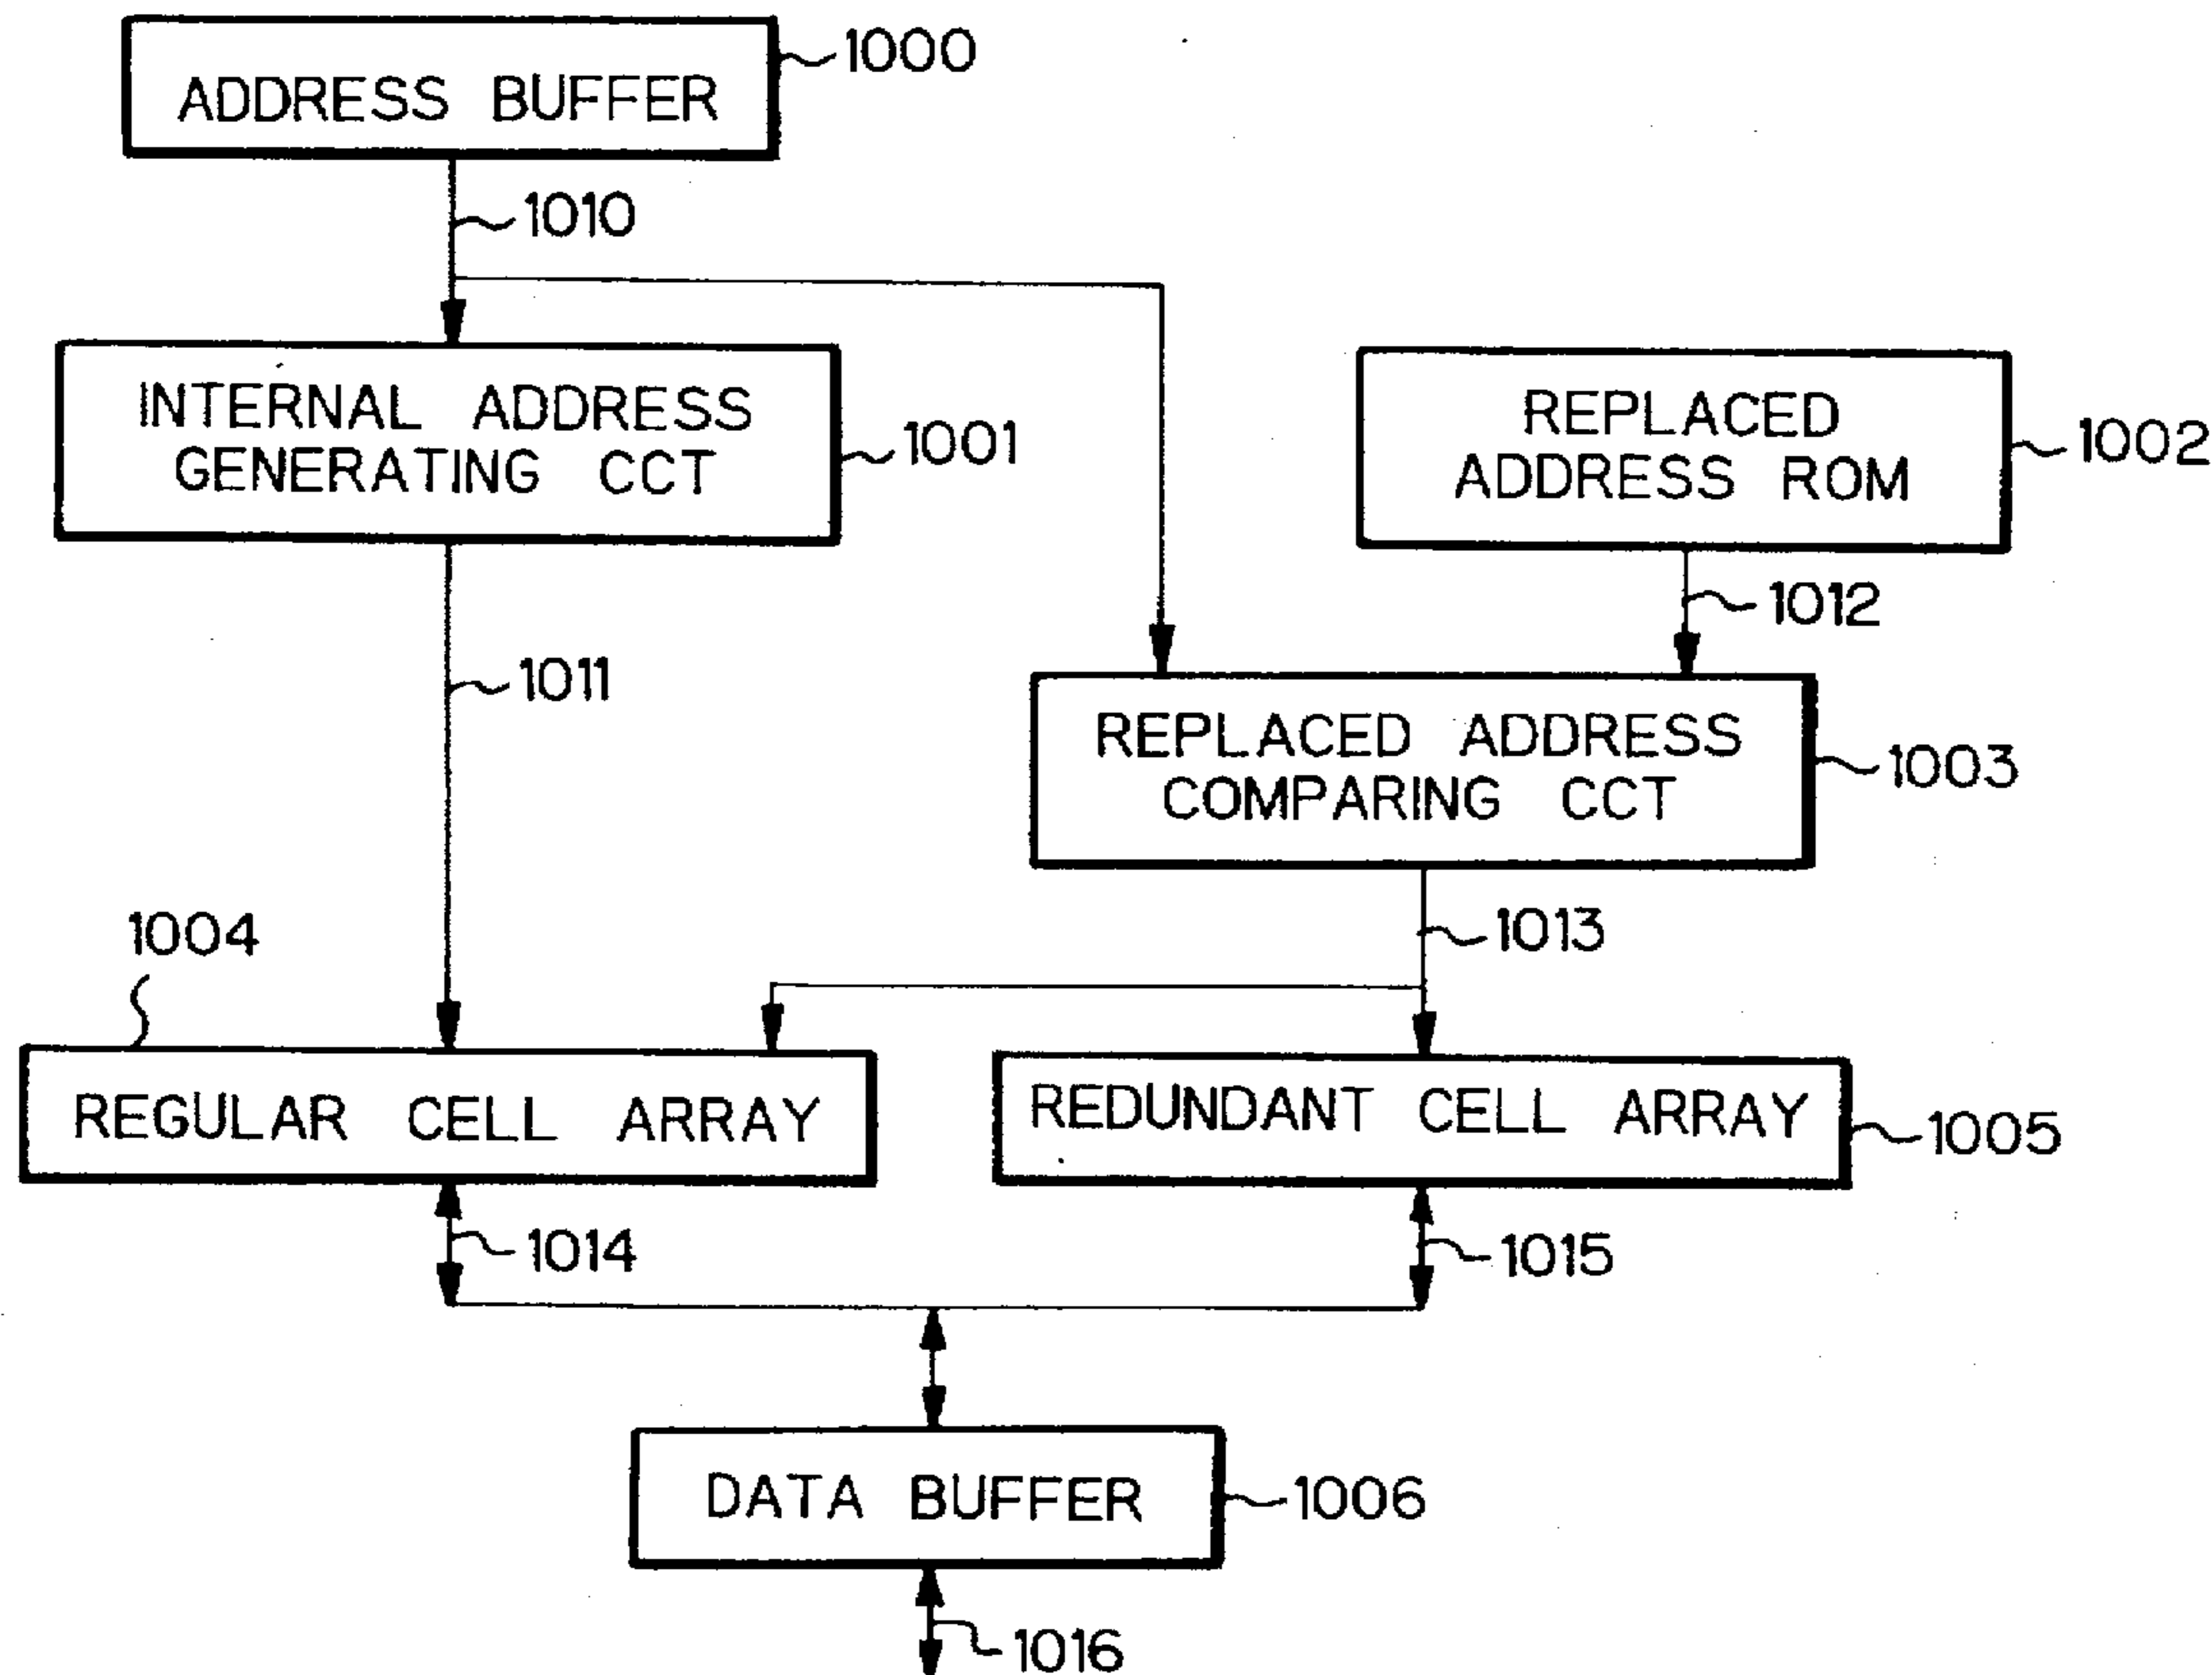 ADDRESS BUFFER
1000
1010
INTERNAL ADDRESS
GENERATING CCT
1001
REPLACED
ADDRESS ROM
1002
1012
1011
REPLACED ADDRESS
COMPARING CCT
1003
1013
1004
REGULAR CELL ARRAY
REDUNDANT CELL ARRAY
1005
1014
1015
DATA BUFFER
1006
1016